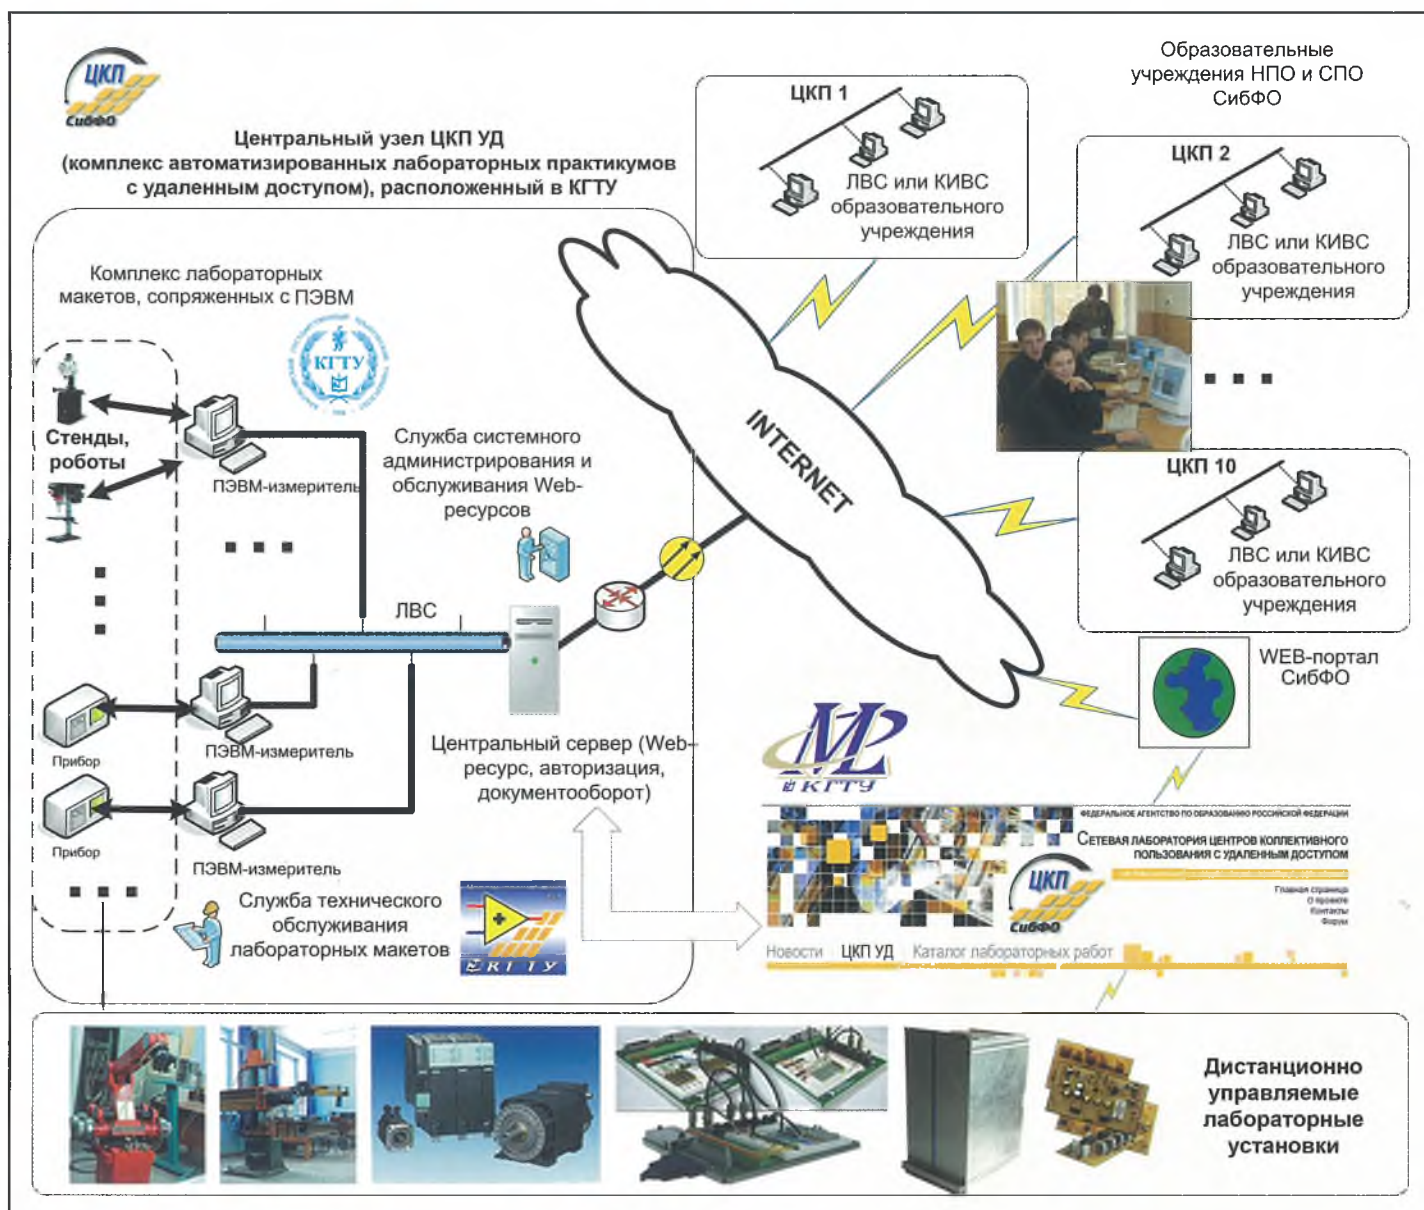 ЦКП
СибФО
Центральный узел ЦКП УД
(комплекс автоматизированных лабораторных практикумов
с удаленным доступом), расположенный в КГТУ
Образовательные
учреждения НПО и СПО
СибФО
ЦКП 1
ЛВС или КИВС
образовательного
учреждения
ЦКП 2
ЛВС или КИВС
образовательного
учреждения
ЦКП 10
ЛВС или КИВС
образовательного
учреждения
INTERNET
Комплекс лабораторных
макетов, сопряженных с ПЭВМ
КГТУ
Стенды,
роботы
ПЭВМ-измеритель
Служба системного
администрирования и
обслуживания Web-
ресурсов
ЛВС
Прибор
ПЭВМ-измеритель
Прибор
ПЭВМ-измеритель
Центральный сервер (Web–
ресурс, авторизация,
документооборот)
Служба технического
обслуживания
лабораторных макетов
КГТУ
WEB-портал
СибФО
КГТУ
ФЕДЕРАЛЬНОЕ АГЕНТСТВО ПО ОБРАЗОВАНИЮ РОССИЙСКОЙ ФЕДЕРАЦИИ
СЕТЕВАЯ ЛАБОРАТОРИЯ ЦЕНТРОВ КОЛЛЕКТИВНОГО
ПОЛЬЗОВАНИЯ С УДАЛЕННЫМ ДОСТУПОМ
ЦКП
СибФО
Главная страница
О проекте
Контакты
Форум
Новости ЦКП УД Каталог лабораторных работ
Дистанционно
управляемые
лабораторные
установки